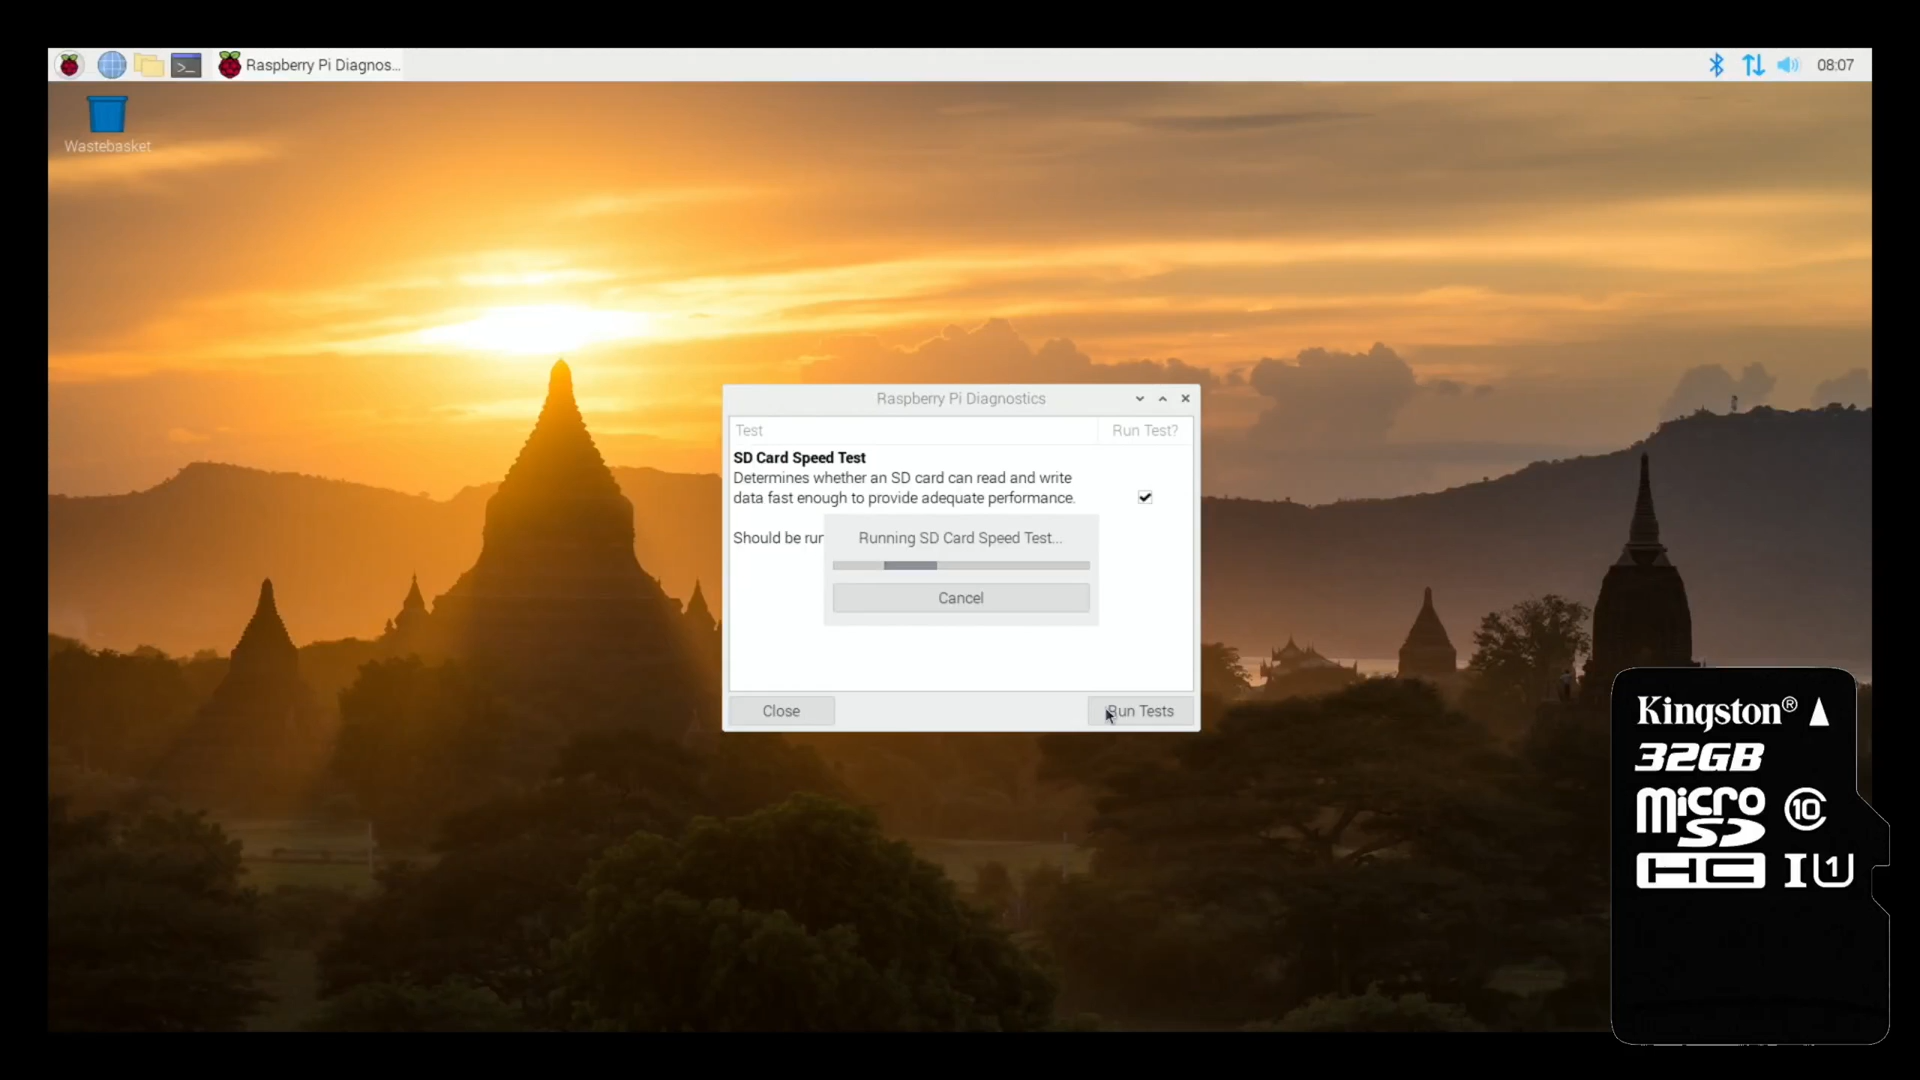 Raspberry Pi Diagnos...
08:07
Wastebasket
Raspberry Pi Diagnostics
Test
Run Test?
SD Card Speed Test
Determines whether an SD card can read and write
data fast enough to provide adequate performance.
Should be run
Running SD Card Speed Test...
Cancel
Close
Run Tests
Kingston®
32GB
micro
SD
10
HC I U1